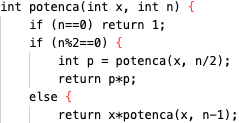 int potenca(int x, int n) {
    if (n==0) return 1;
    if (n%2==0) {
        int p = potenca(x, n/2);
        return p*p;
    else {
        return x*potenca(x, n-1);